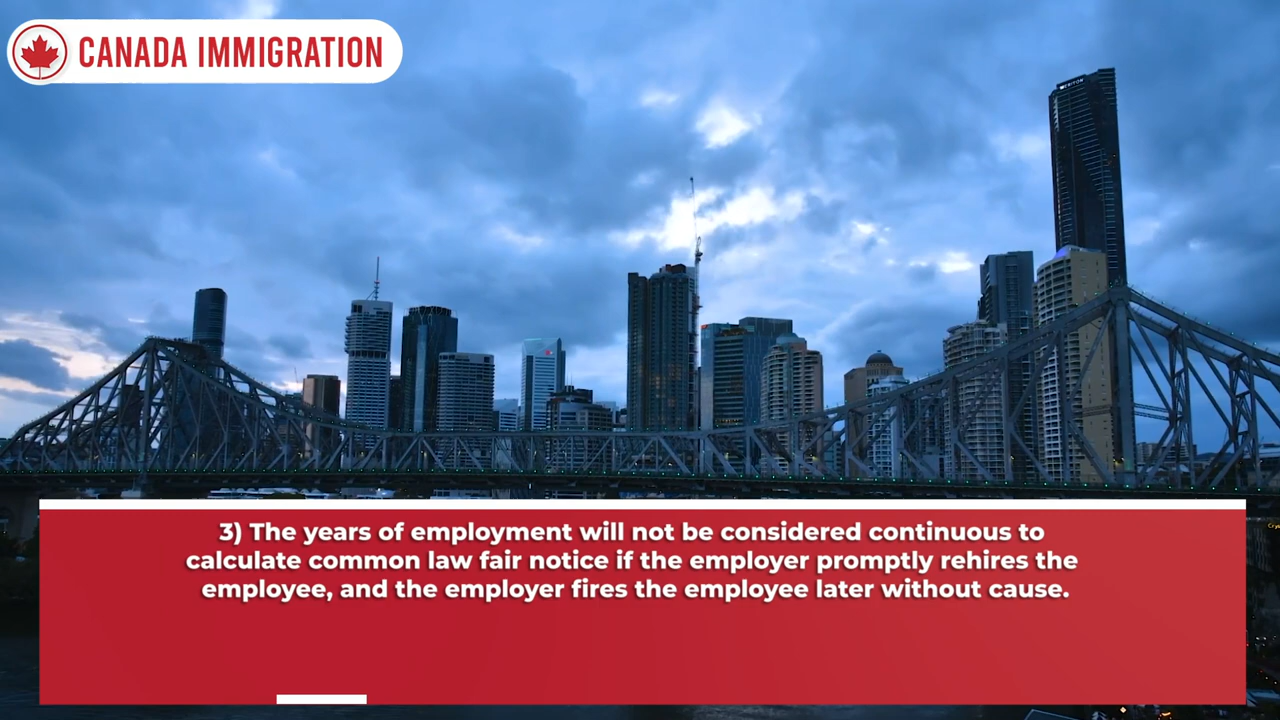 CANADA IMMIGRATION
MERITON
3) The years of employment will not be considered continuous to
calculate common law fair notice if the employer promptly rehires the
employee, and the employer fires the employee later without cause.